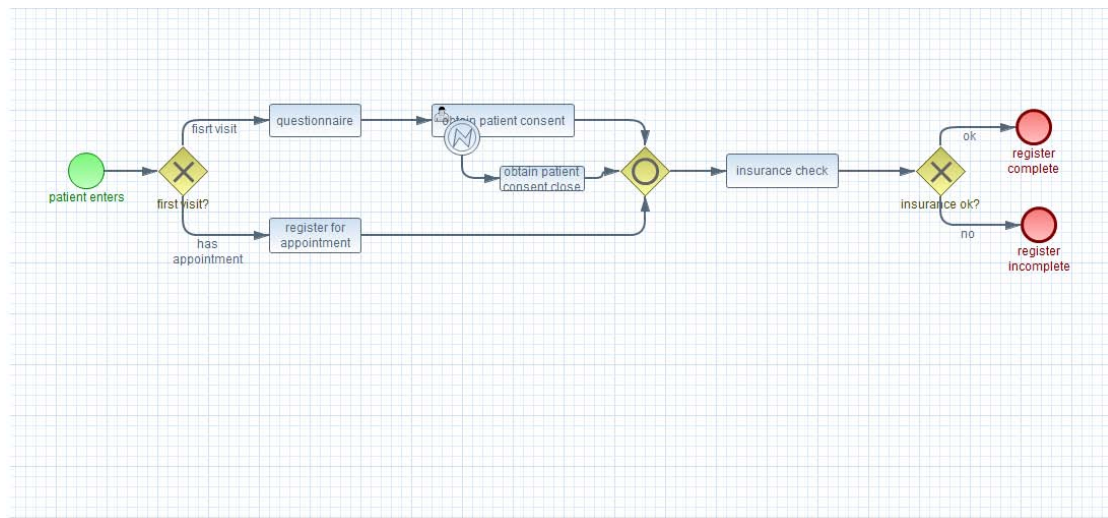 fisrt visit
questionnaire
obtain patient consent
patient enters
first visit?
obtain patient
consent close
has
appointment
register for
appointment
insurance check
insurance ok?
ok
register
complete
no
register
incomplete